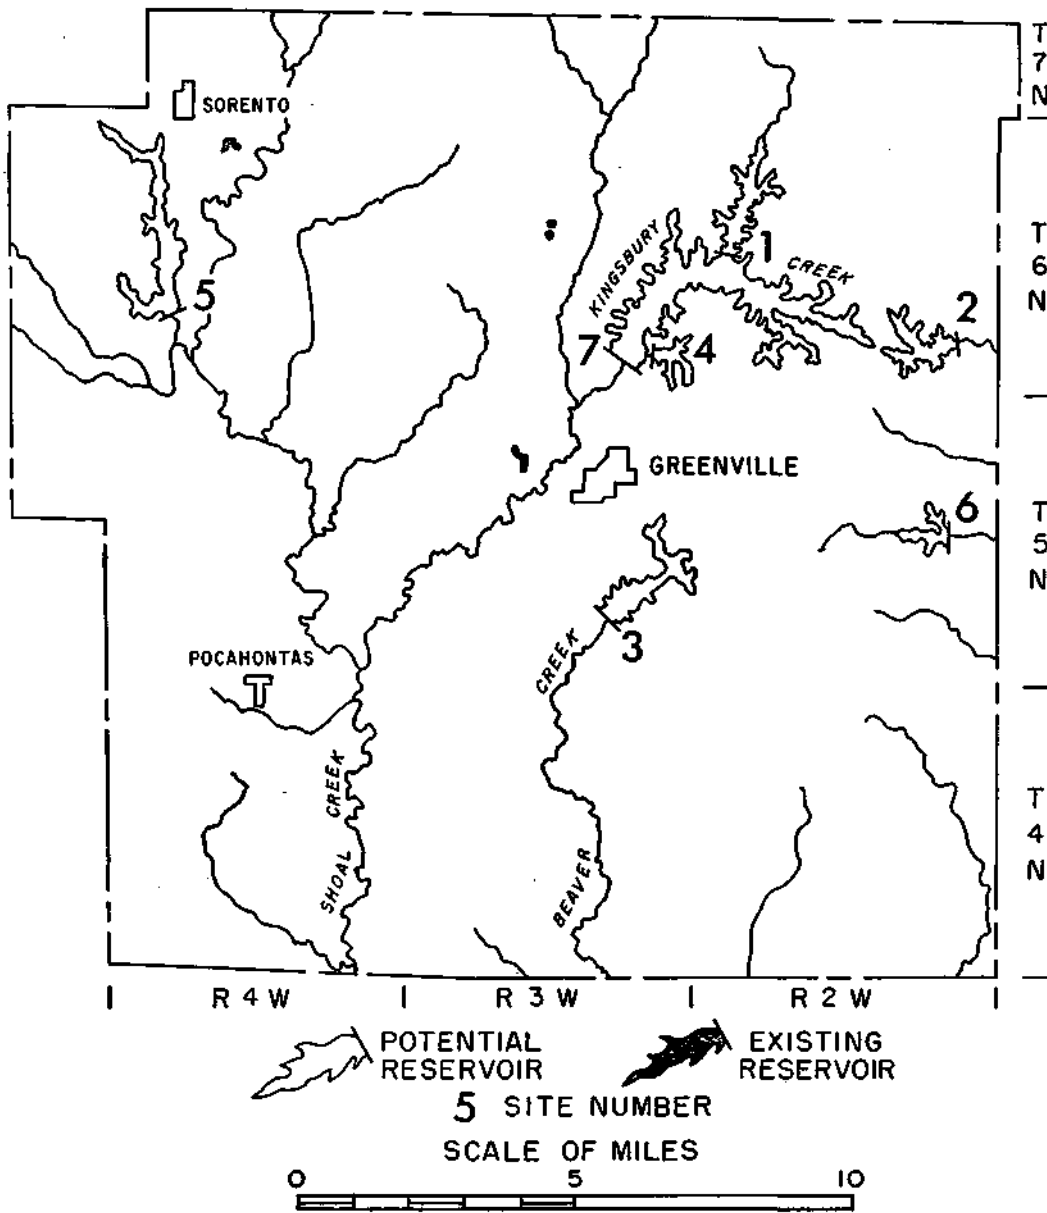 T
7
N
SORENTO
T
6
N
KINGSBURY
1
CREEK
5
2
7
4
GREENVILLE
6
T
5
N
3
CREEK
POCAHONTAS
CREEK
SHOAL
BEAVER
T
4
N
R 4 W
R 3 W
R 2 W
POTENTIAL
RESERVOIR
EXISTING
RESERVOIR
5 SITE NUMBER
SCALE OF MILES
0 5 10